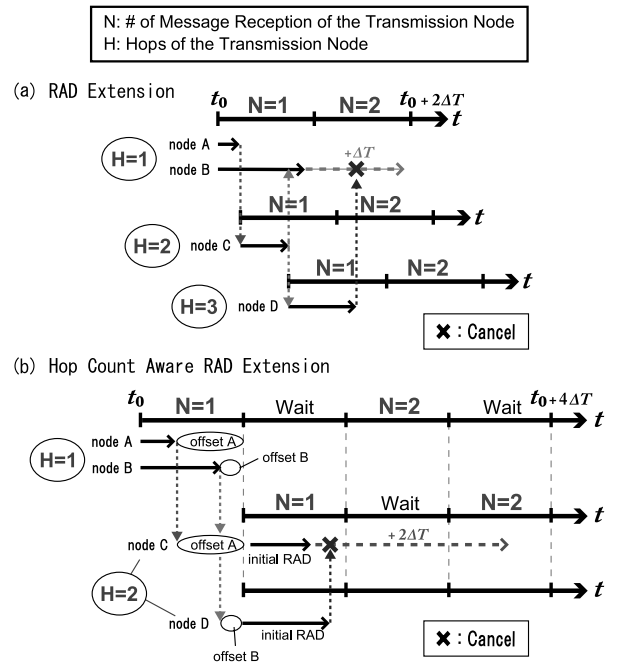 N: # of Message Reception of the Transmission Node
H: Hops of the Transmission Node
(a) RAD Extension
t0 N=1 N=2 t0+2ΔT t
node A
H=1
node B +ΔT
N=1 N=2 t
H=2 node C
N=1 N=2 t
H=3 node D
✖ : Cancel
(b) Hop Count Aware RAD Extension
t0 N=1 Wait N=2 Wait t0+4ΔT t
node A offset A
H=1
node B offset B
N=1 Wait N=2 t
node C offset A initial RAD +2ΔT
H=2 t
node D initial RAD
offset B
✖ : Cancel